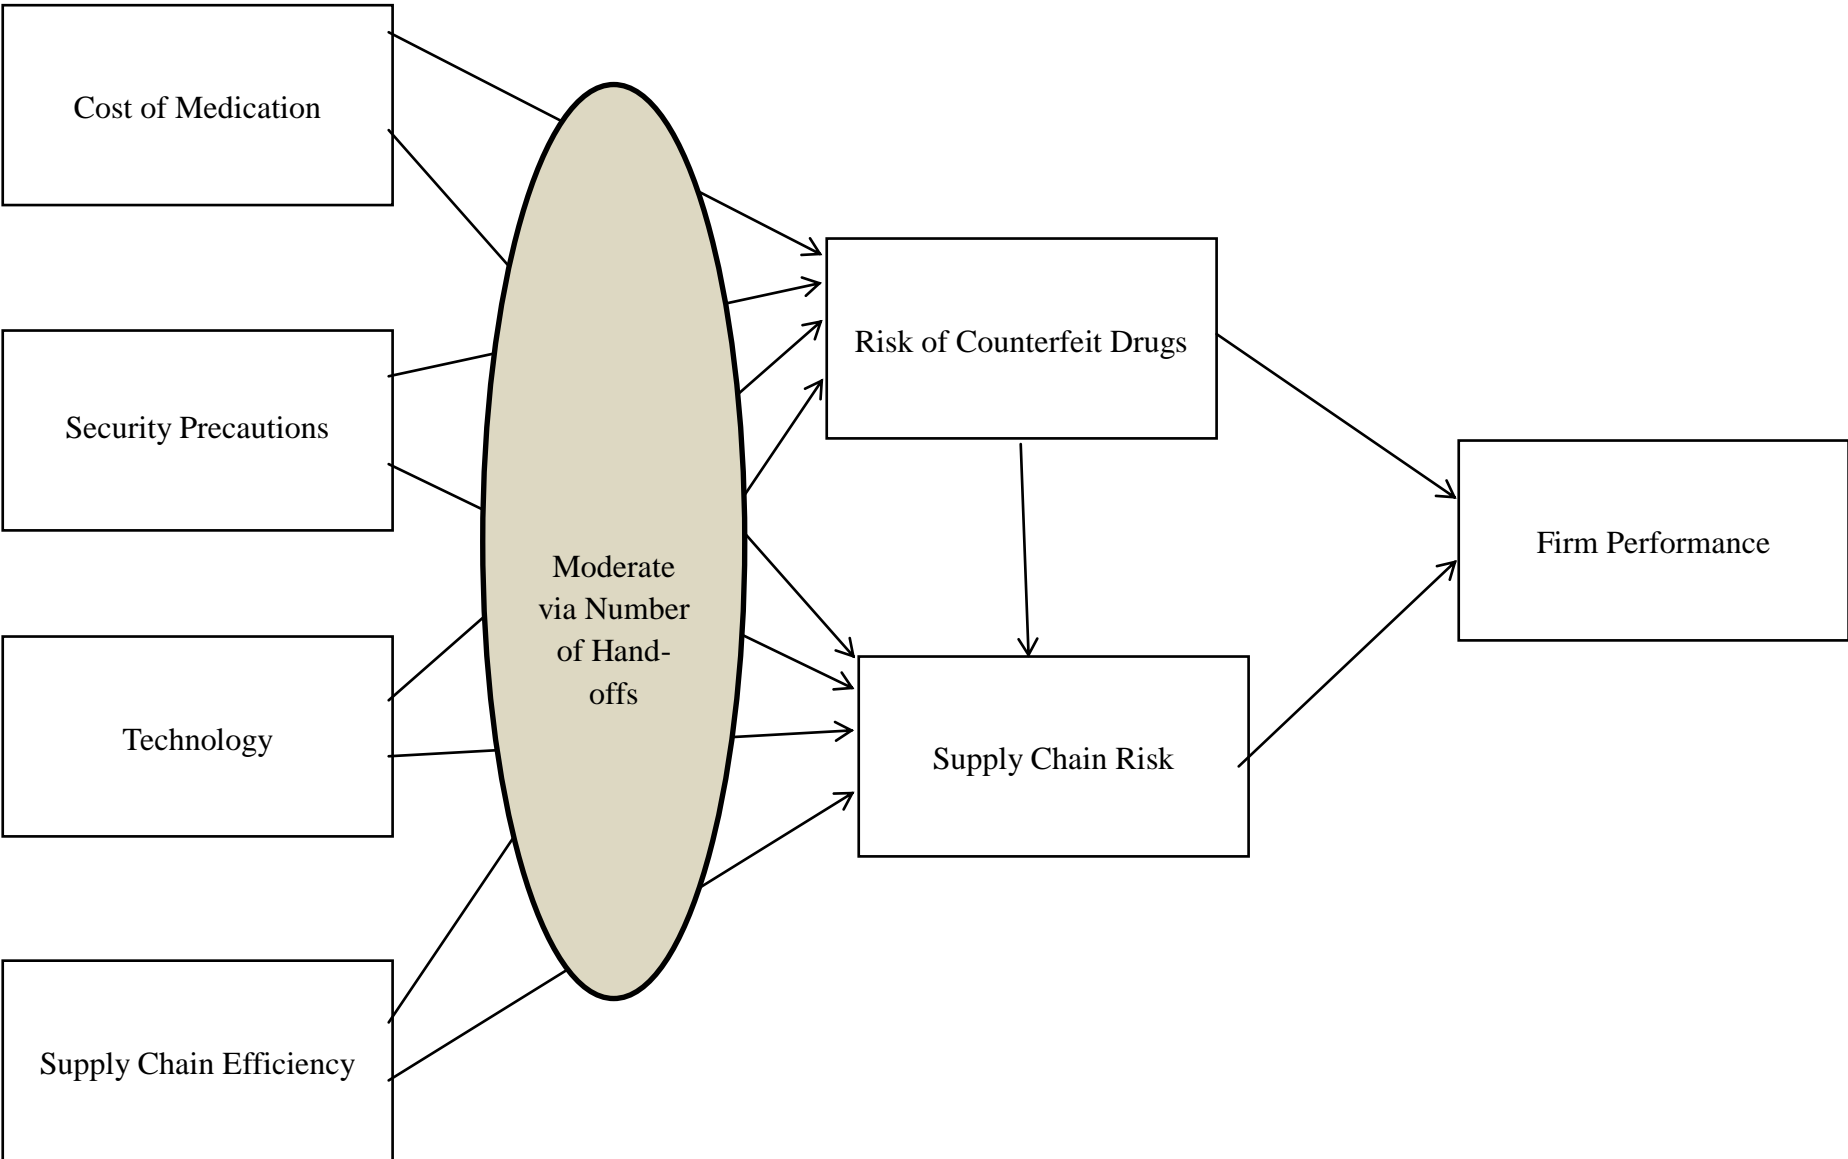 Cost of Medication
Security Precautions
Technology
Supply Chain Efficiency
Moderate
via Number
of Hand-
offs
Risk of Counterfeit Drugs
Supply Chain Risk
Firm Performance